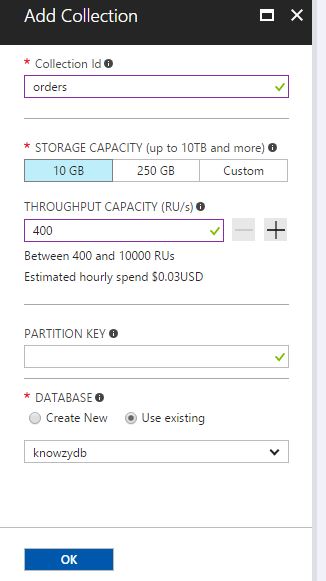 Add Collection
* Collection Id
orders
* STORAGE CAPACITY (up to 10TB and more)
10 GB 250 GB Custom
THROUGHPUT CAPACITY (RU/s)
400
Between 400 and 10000 RUs
Estimated hourly spend $0.03USD
PARTITION KEY
* DATABASE
Create New Use existing
knowzydb
OK